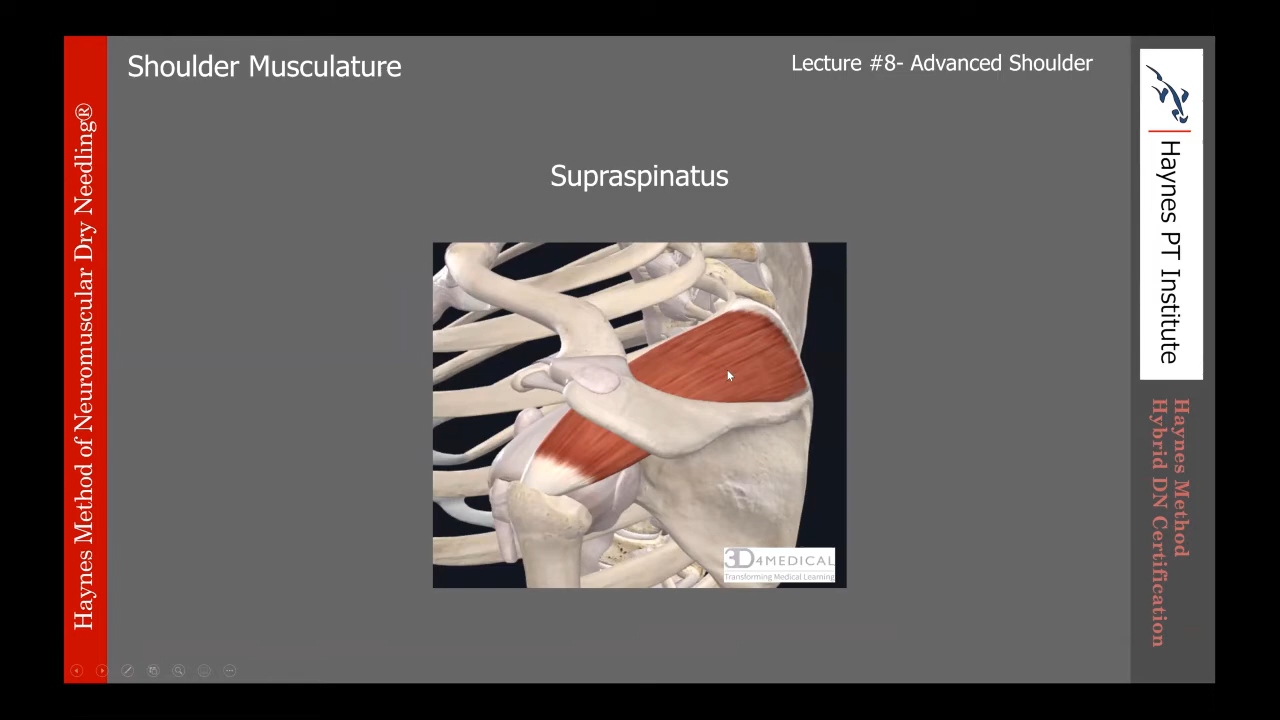 Shoulder Musculature
Lecture #8- Advanced Shoulder
Haynes Method of Neuromuscular Dry Needling®
Supraspinatus
3D4MEDICAL
Transforming Medical Learning
Haynes PT Institute
Haynes Method
Hybrid DN Certification